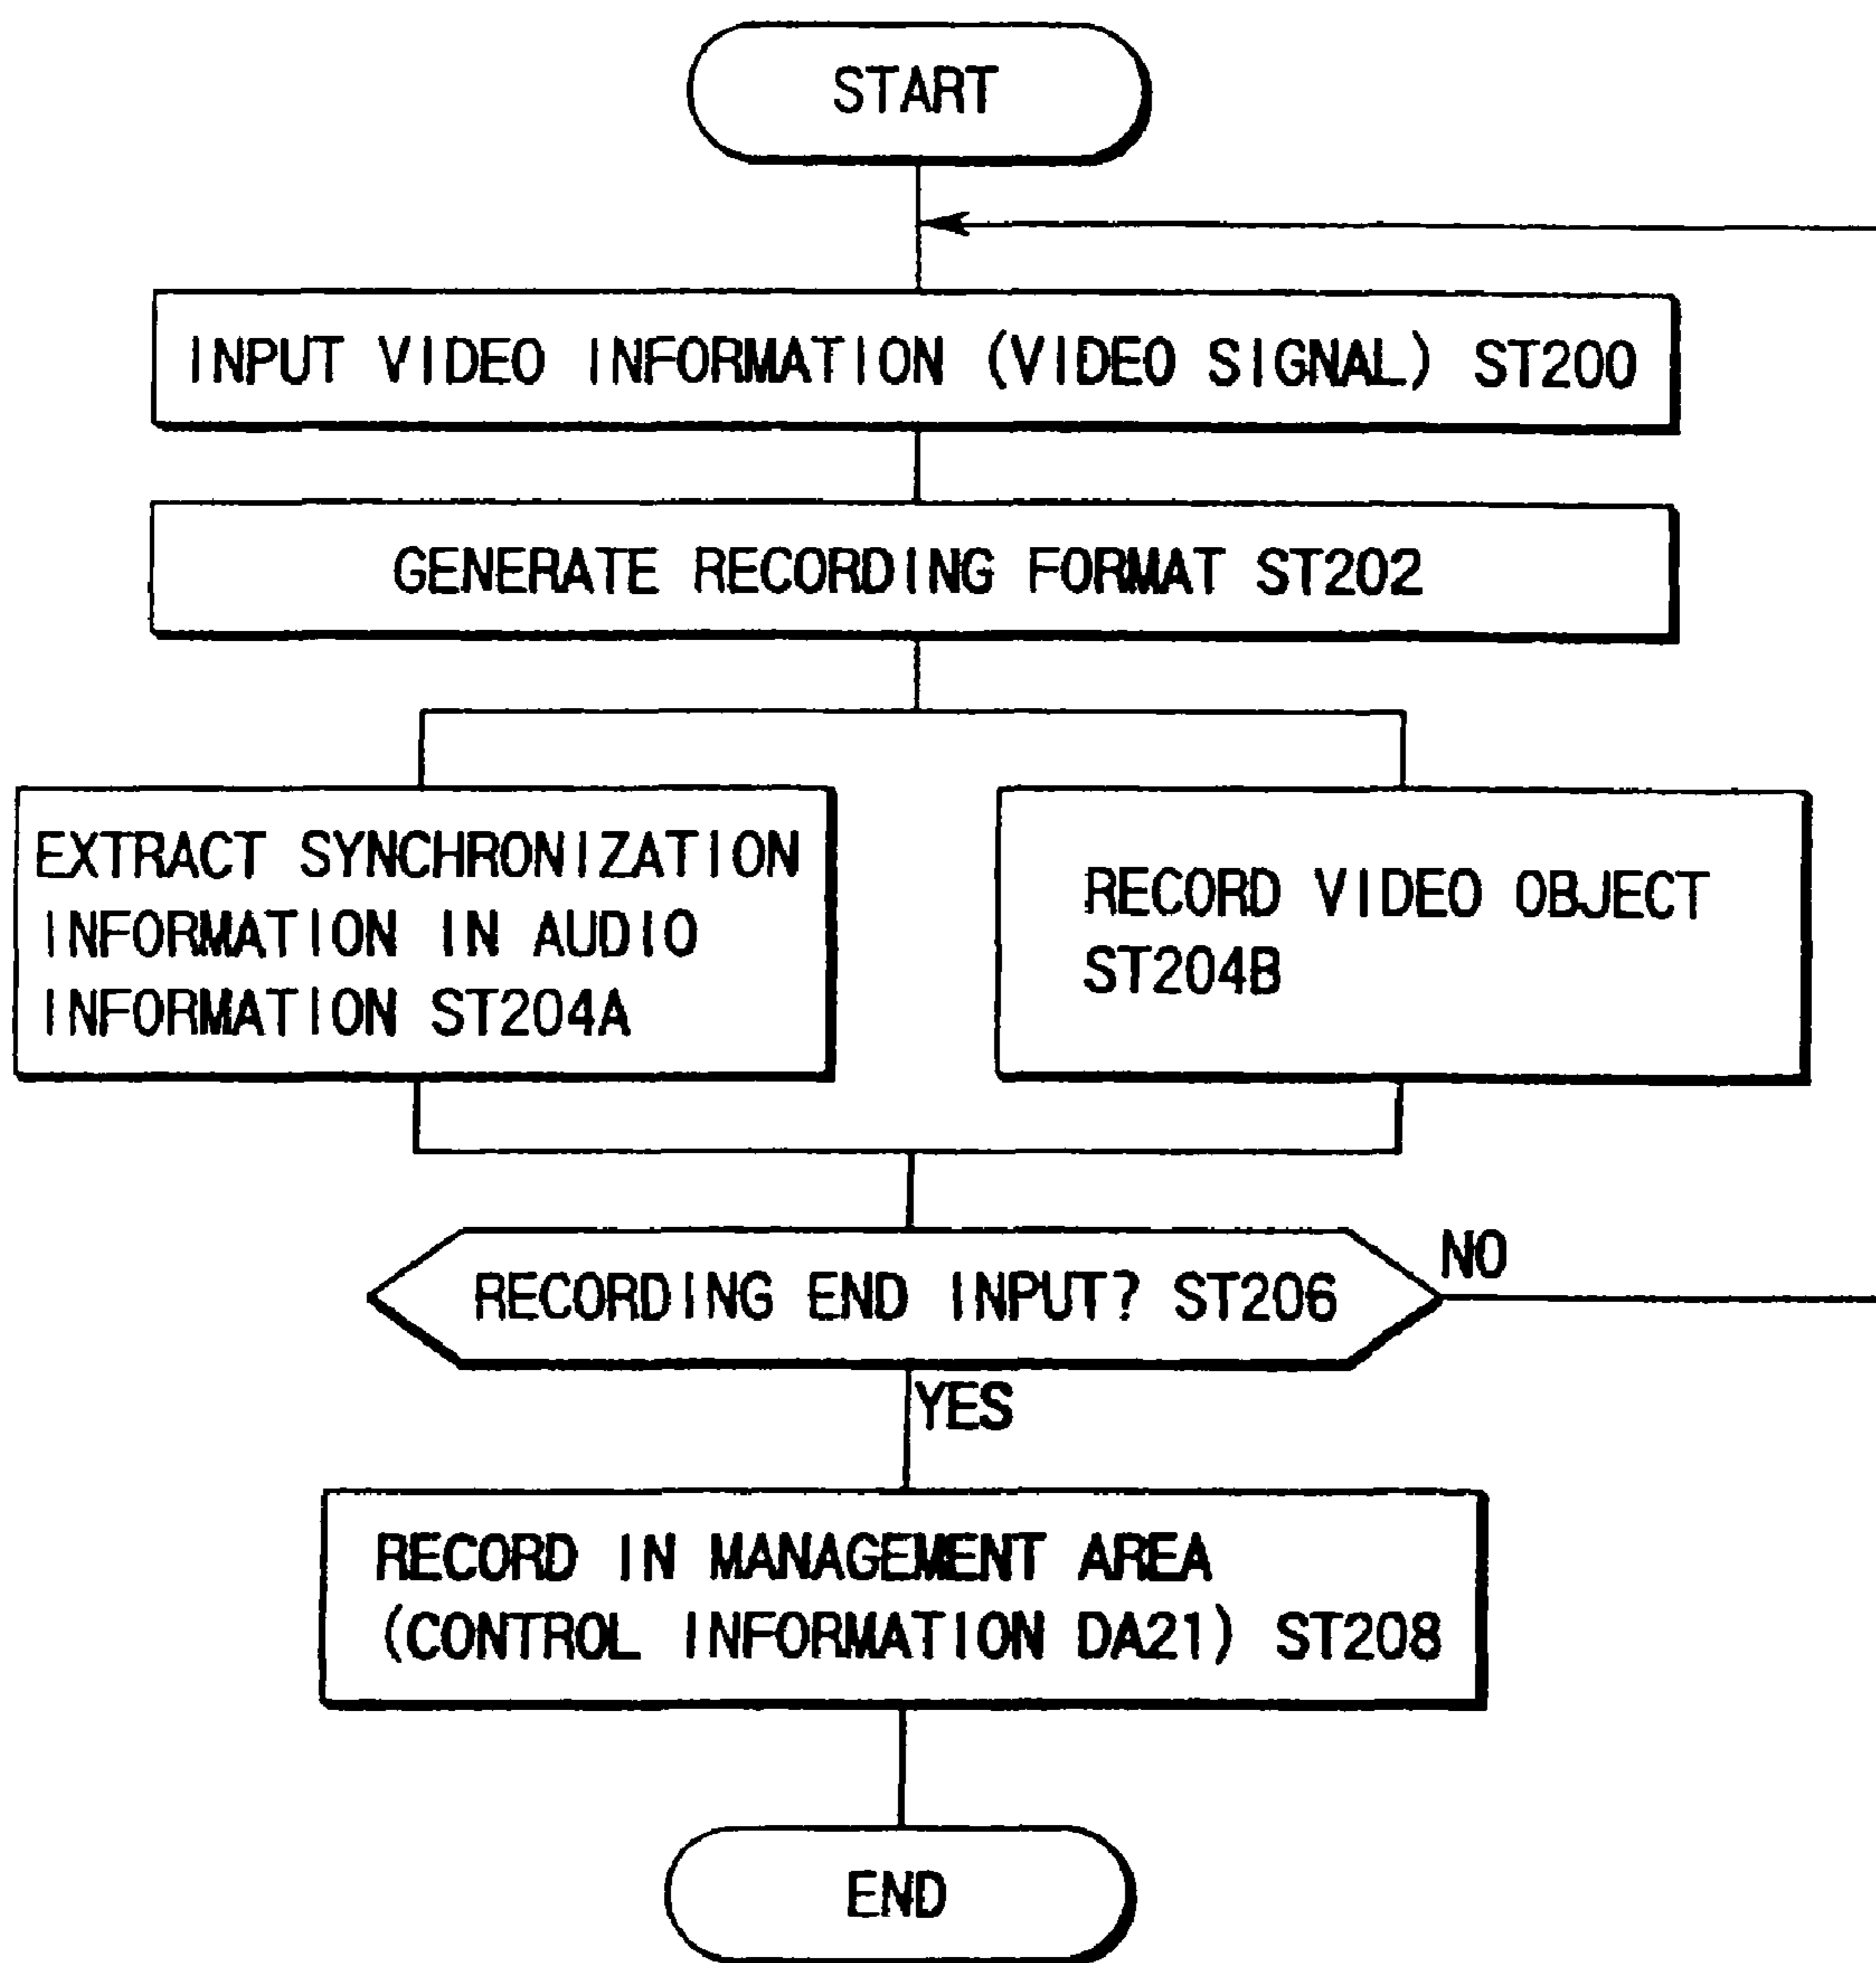 START
INPUT VIDEO INFORMATION (VIDEO SIGNAL) ST200
GENERATE RECORDING FORMAT ST202
EXTRACT SYNCHRONIZATION
INFORMATION IN AUDIO
INFORMATION ST204A
RECORD VIDEO OBJECT
ST204B
RECORDING END INPUT? ST206
NO
YES
RECORD IN MANAGEMENT AREA
(CONTROL INFORMATION DA21) ST208
END